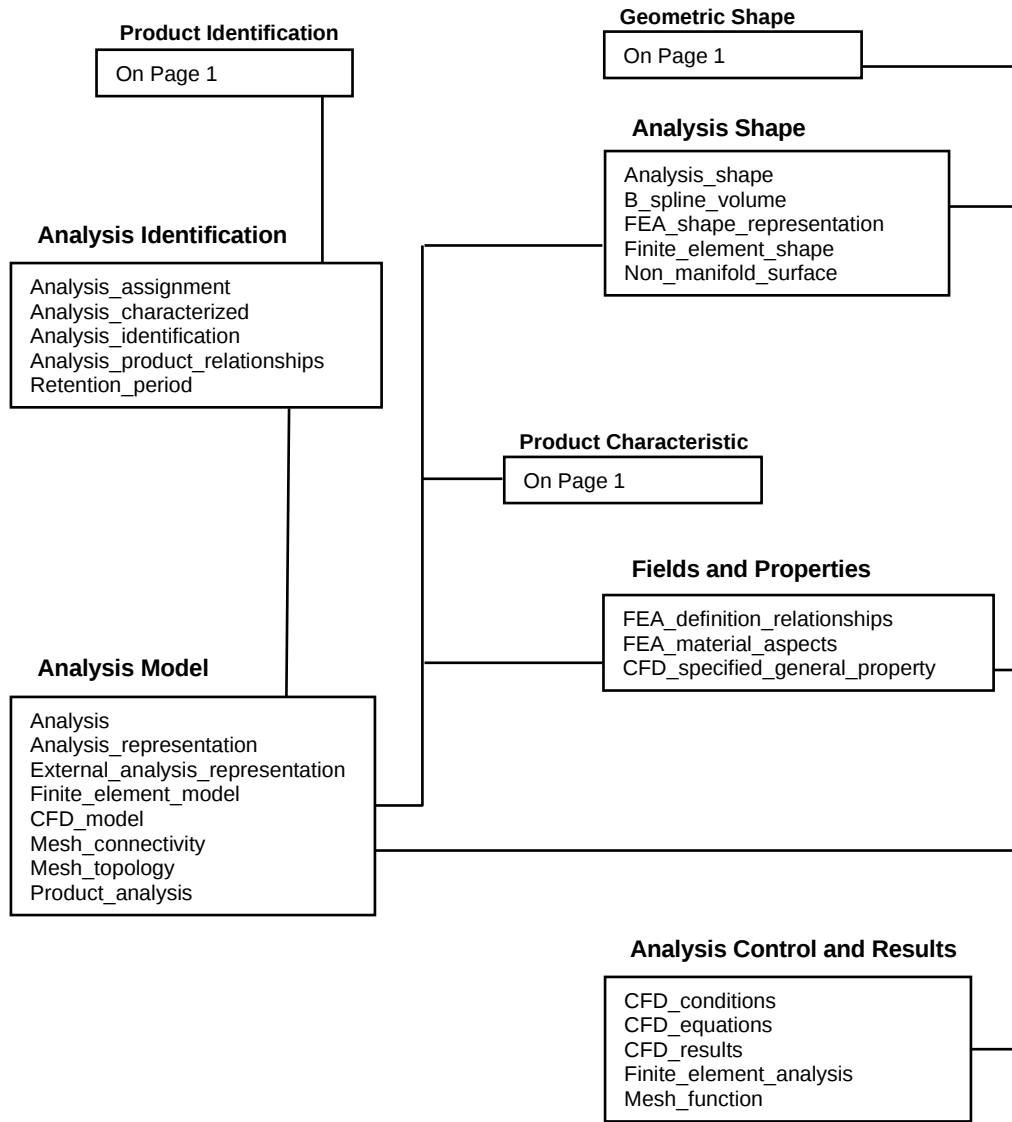 Product Identification
On Page 1
Geometric Shape
On Page 1
Analysis Shape
Analysis_shape
B_spline_volume
FEA_shape_representation
Finite_element_shape
Non_manifold_surface
Analysis Identification
Analysis_assignment
Analysis_characterized
Analysis_identification
Analysis_product_relationships
Retention_period
Product Characteristic
On Page 1
Fields and Properties
FEA_definition_relationships
FEA_material_aspects
CFD_specified_general_property
Analysis Model
Analysis
Analysis_representation
External_analysis_representation
Finite_element_model
CFD_model
Mesh_connectivity
Mesh_topology
Product_analysis
Analysis Control and Results
CFD_conditions
CFD_equations
CFD_results
Finite_element_analysis
Mesh_function